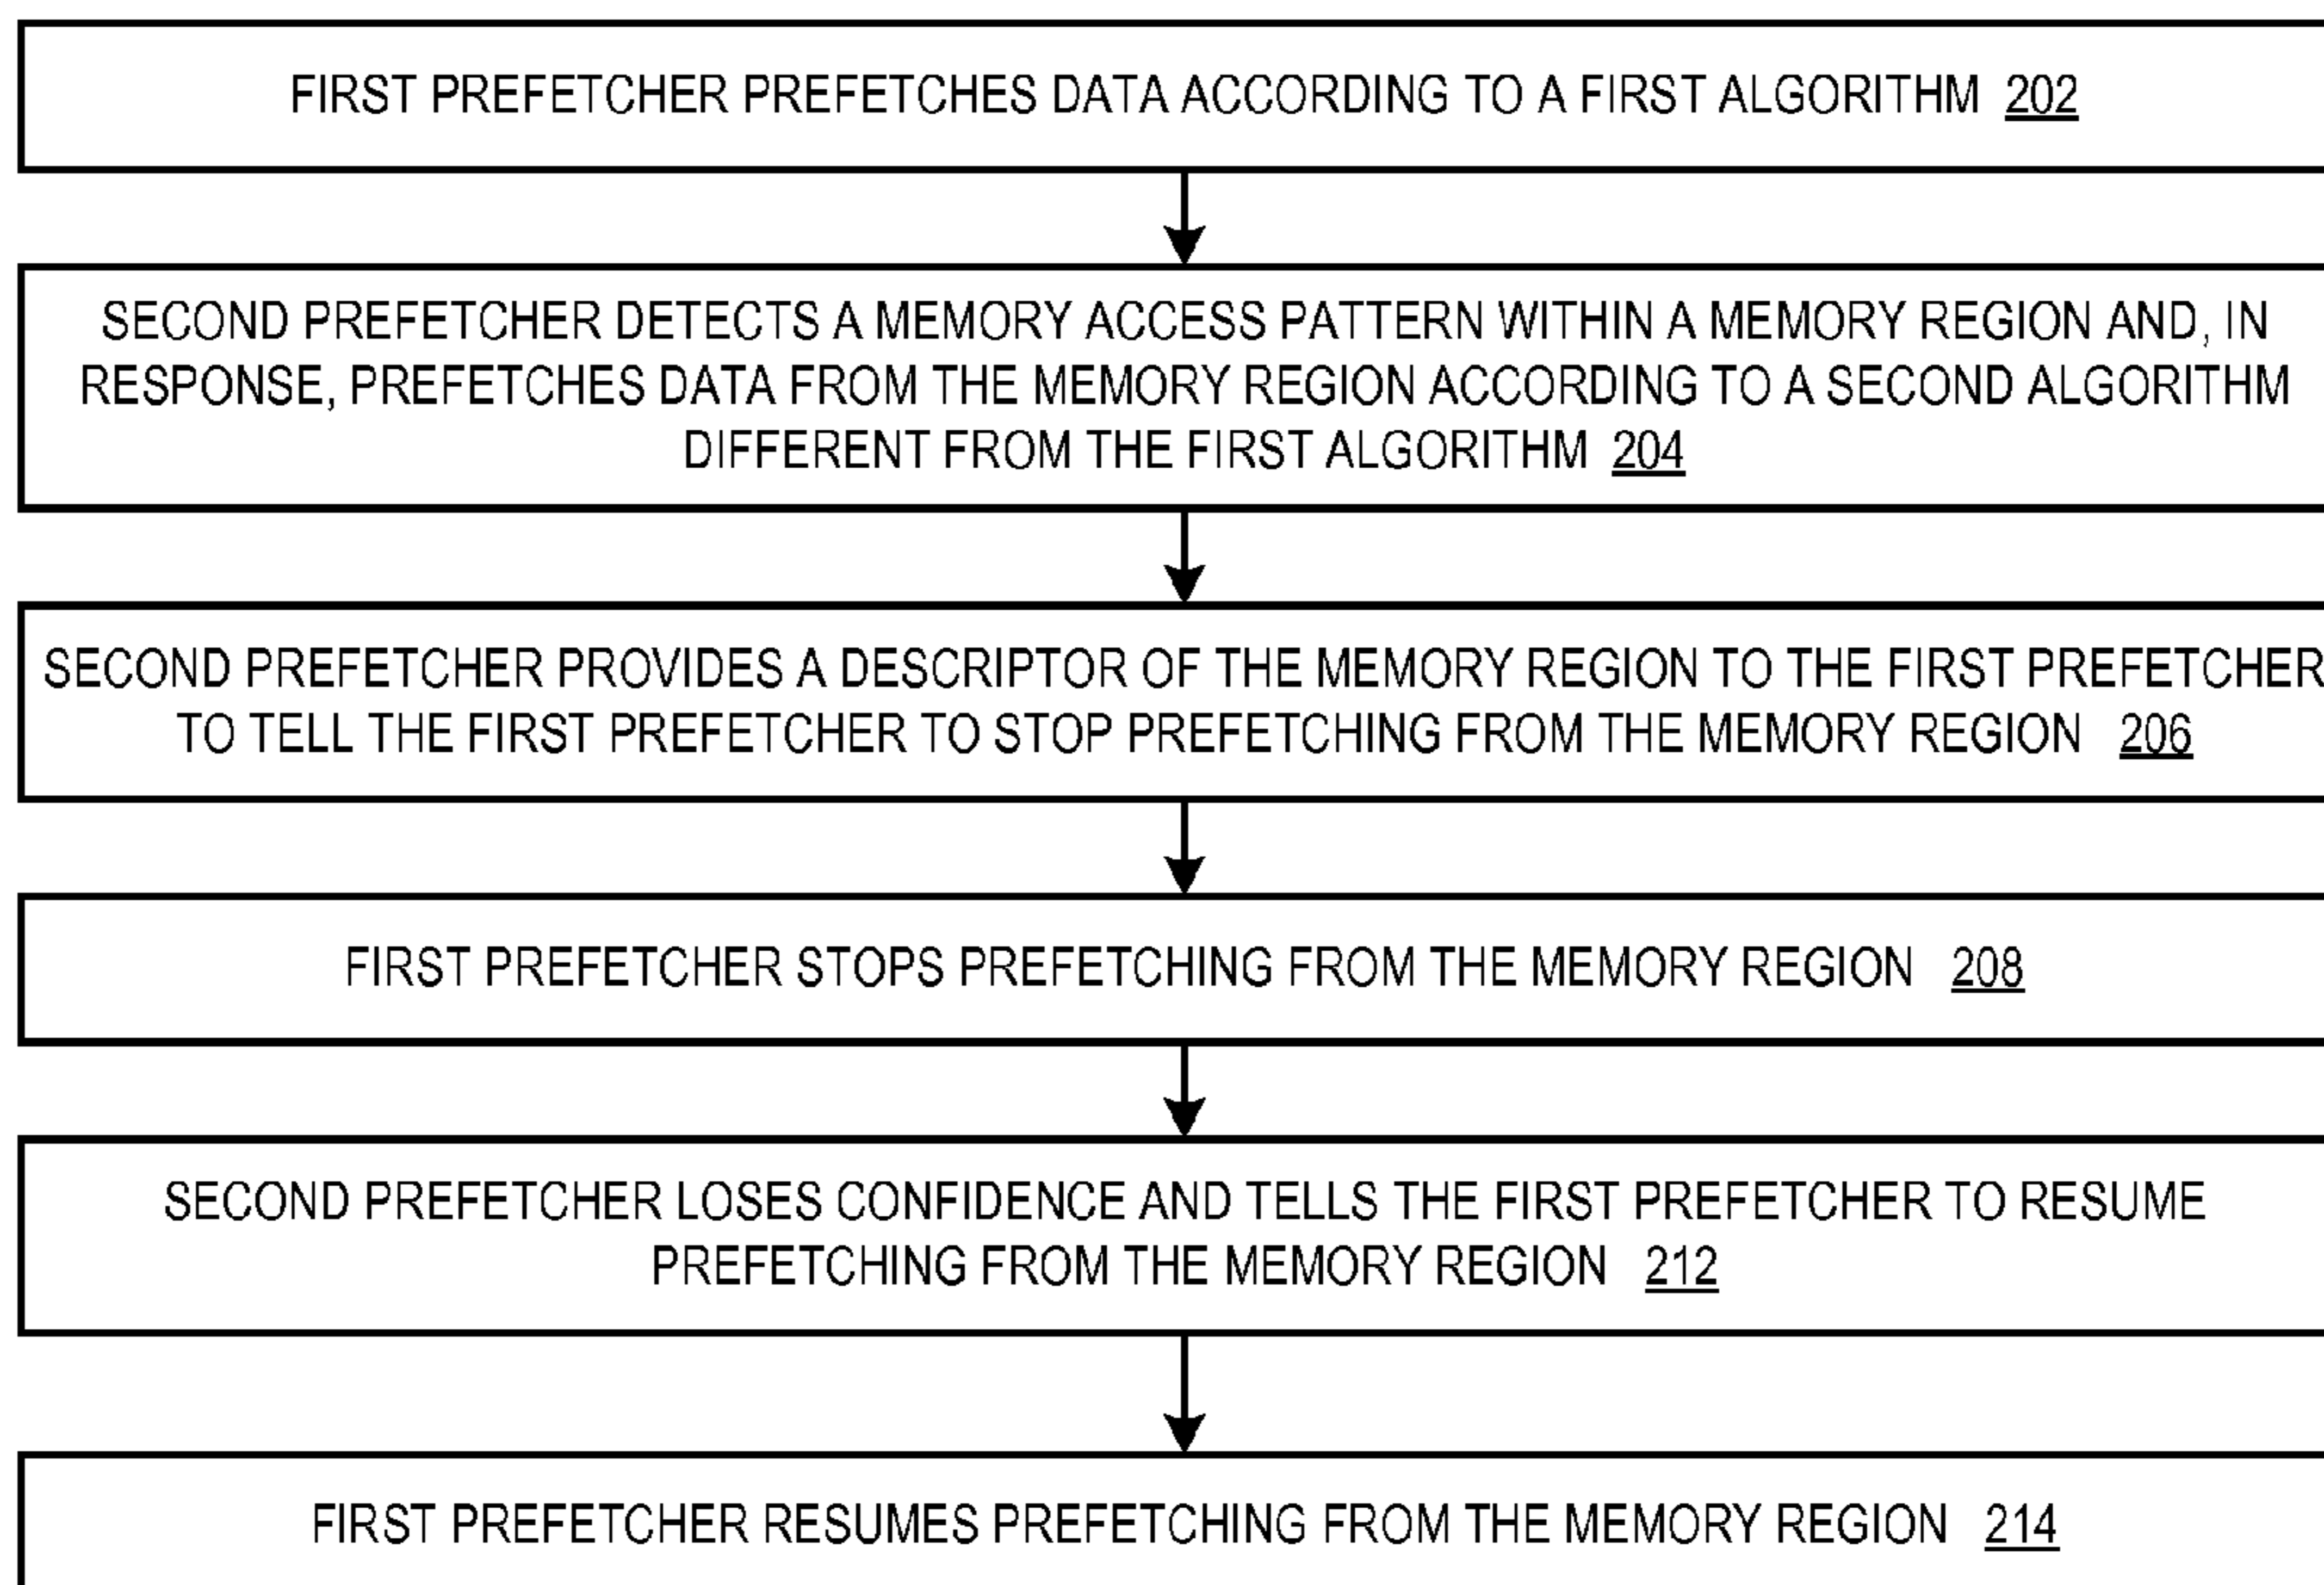 FIRST PREFETCHER PREFETCHES DATA ACCORDING TO A FIRST ALGORITHM 202
SECOND PREFETCHER DETECTS A MEMORY ACCESS PATTERN WITHIN A MEMORY REGION AND, IN
RESPONSE, PREFETCHES DATA FROM THE MEMORY REGION ACCORDING TO A SECOND ALGORITHM
DIFFERENT FROM THE FIRST ALGORITHM 204
SECOND PREFETCHER PROVIDES A DESCRIPTOR OF THE MEMORY REGION TO THE FIRST PREFETCHER
TO TELL THE FIRST PREFETCHER TO STOP PREFETCHING FROM THE MEMORY REGION 206
FIRST PREFETCHER STOPS PREFETCHING FROM THE MEMORY REGION 208
SECOND PREFETCHER LOSES CONFIDENCE AND TELLS THE FIRST PREFETCHER TO RESUME
PREFETCHING FROM THE MEMORY REGION 212
FIRST PREFETCHER RESUMES PREFETCHING FROM THE MEMORY REGION 214